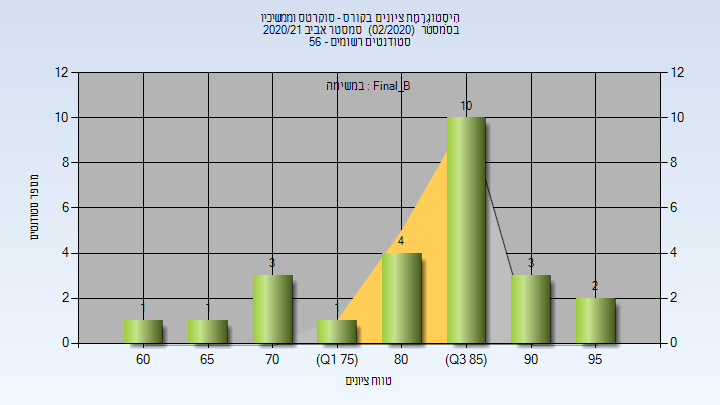 היסטוגרמת ציונים בקורס - סוקרטס וממשיכיו
בסמסטר (02/2020) סמסטר אביב 2020/21
סטודנטים רשומים - 56
במשימה : Final_B
מספר סטודנטים
12 12
10 10
8 8
6 6
4 4
2 2
0 0
1 1 3 1 4 10 3 2
60 65 70 (Q1 75) 80 (Q3 85) 90 95
טווח ציונים